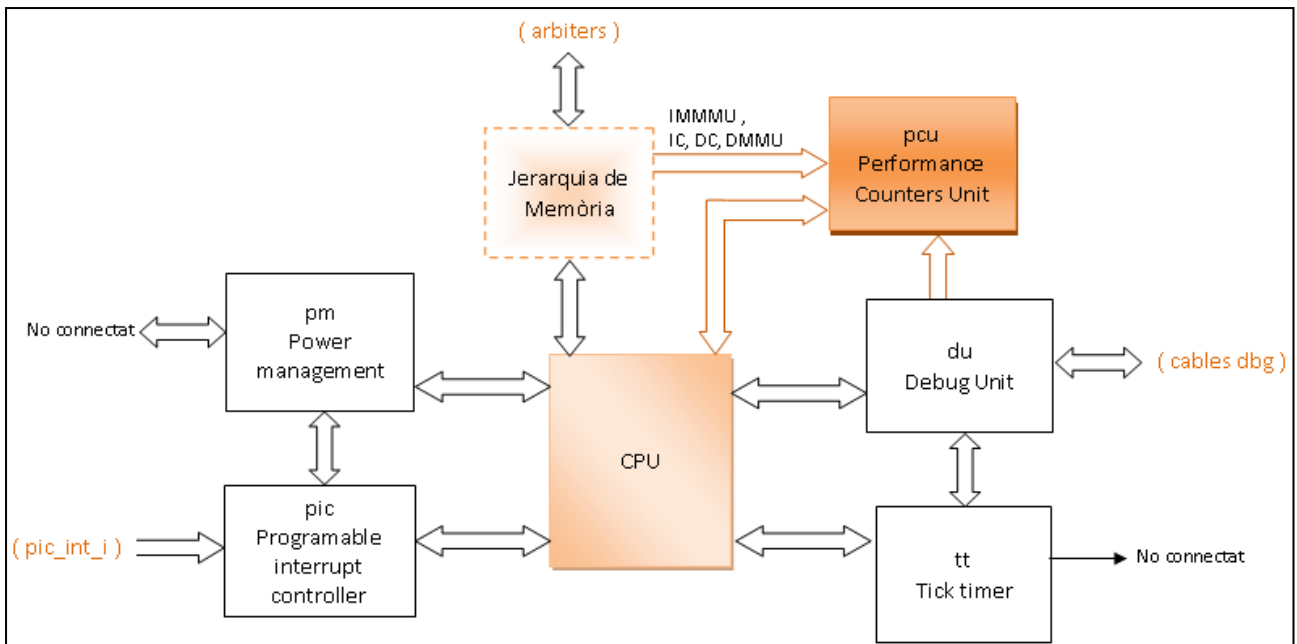 ( arbiters )
IMMMU ,
IC, DC, DMMU
pcu
Performance
Counters Unit
Jerarquia de
Memòria
pm
Power
management
No connectat
du
Debug Unit
( cables dbg )
CPU
pic
Programable
interrupt
controller
( pic_int_i )
tt
Tick timer
No connectat